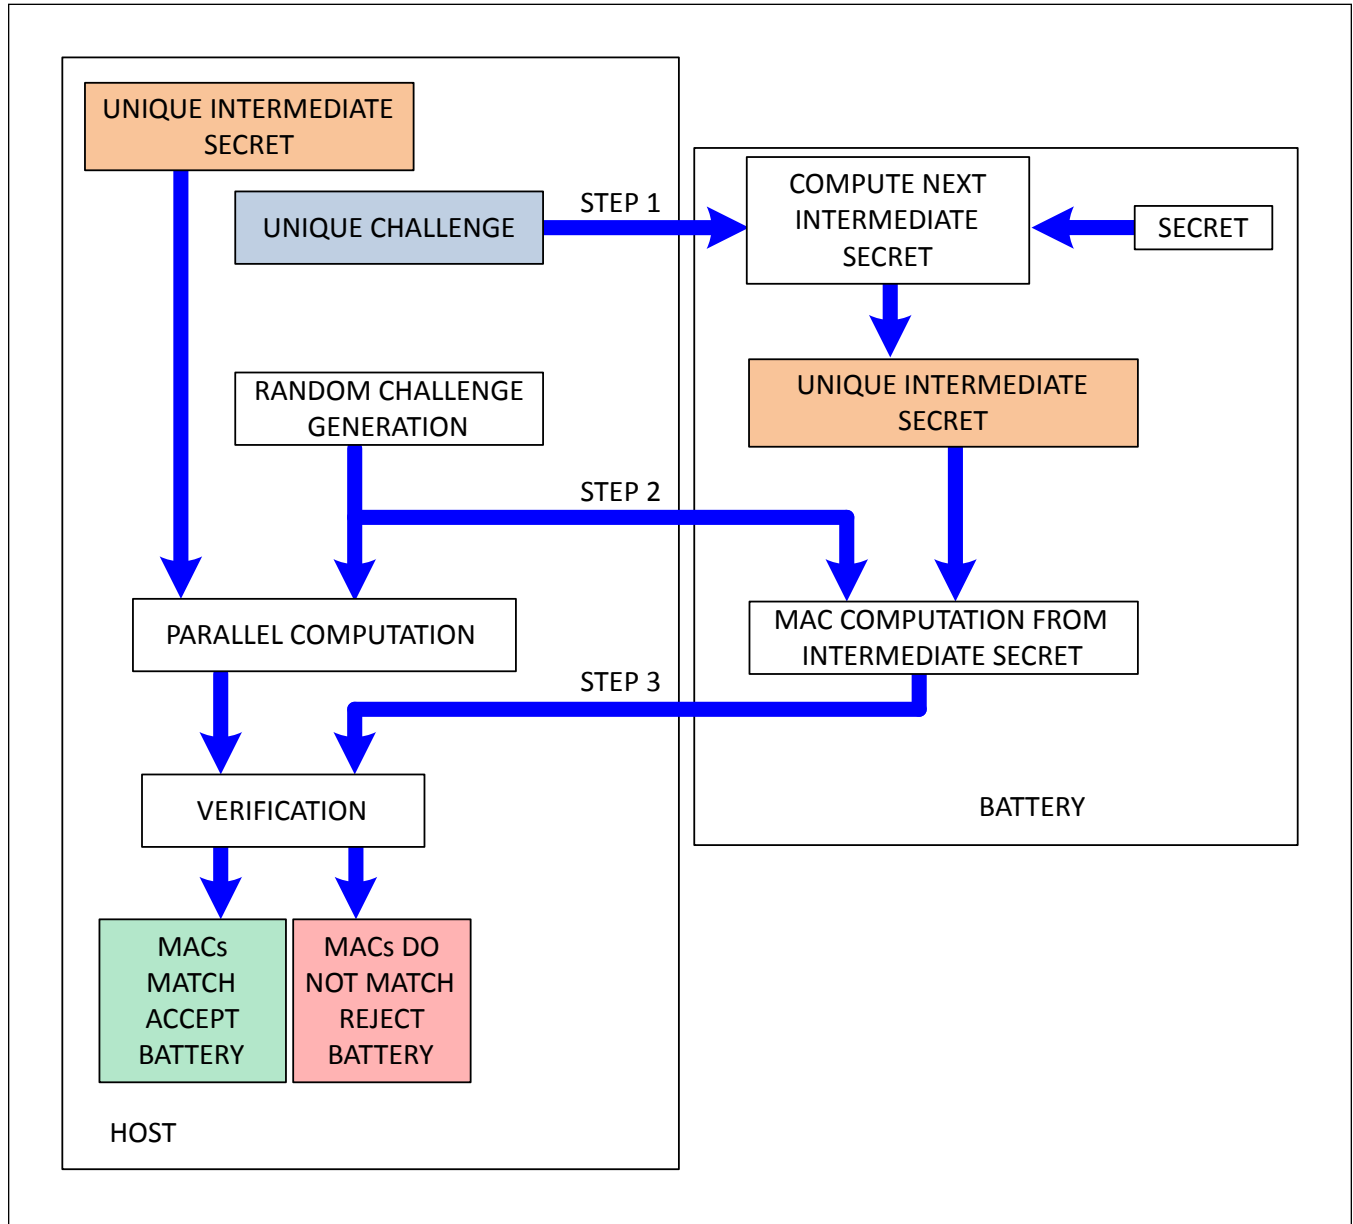 UNIQUE INTERMEDIATE
SECRET
UNIQUE CHALLENGE
STEP 1
COMPUTE NEXT
INTERMEDIATE
SECRET
SECRET
RANDOM CHALLENGE
GENERATION
UNIQUE INTERMEDIATE
SECRET
STEP 2
PARALLEL COMPUTATION
MAC COMPUTATION FROM
INTERMEDIATE SECRET
STEP 3
VERIFICATION
BATTERY
MACs
MATCH
ACCEPT
BATTERY
MACs DO
NOT MATCH
REJECT
BATTERY
HOST